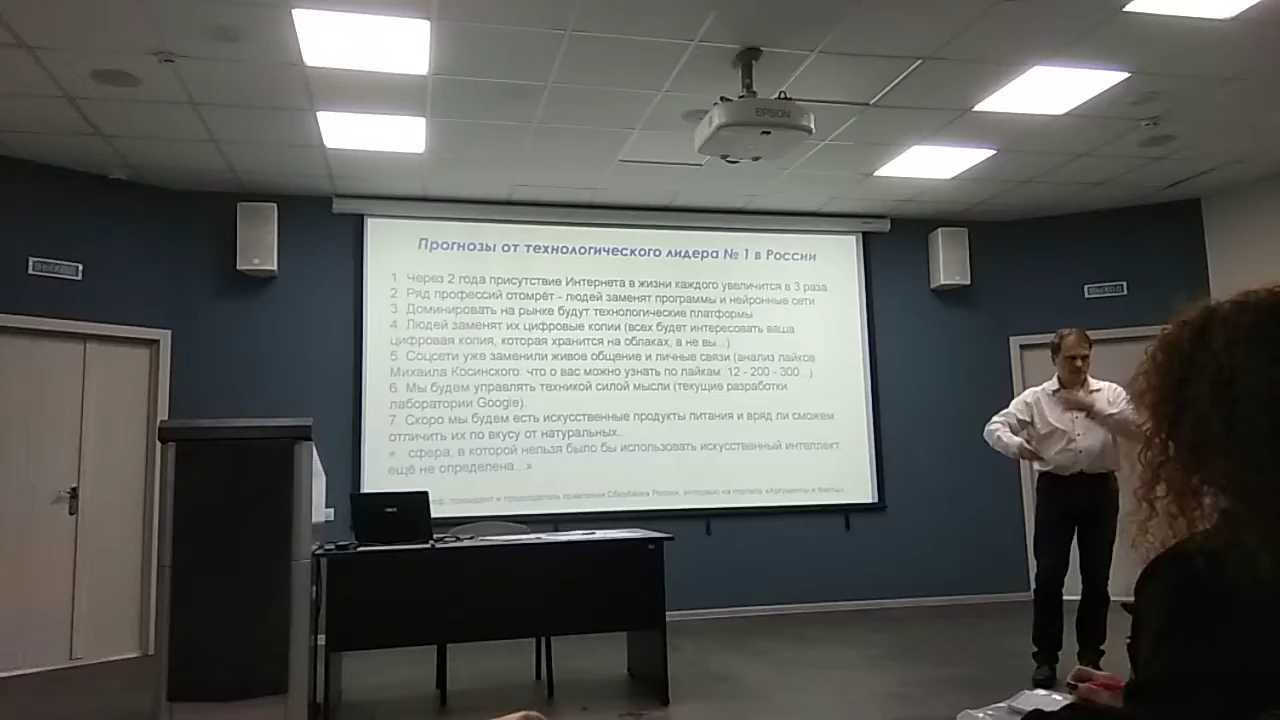 EPSON
Прогнозы от технологического лидера № 1 в России
ВЫХОД
ВЫХОД
1. Через 2 года присутствие Интернета в жизни каждого увеличится в 3 раза
2. Ряд профессий отомрёт - людей заменят программы и нейронные сети
3. Доминировать на рынке будут технологические платформы
4. Людей заменят их цифровые копии (всех будет интересовать ваша
цифровая копия, которая хранится на облаках, а не вы...)
5. Соцсети уже заменили живое общение и личные связи (анализ лайков
Михаила Косинского: что о вас можно узнать по лайкам: 12 - 200 - 300...)
6. Мы будем управлять техникой силой мысли (текущие разработки
лаборатории Google).
7. Скоро мы будем есть искусственные продукты питания и вряд ли сможем
отличить их по вкусу от натуральных.
«...сфера, в которой нельзя было бы использовать искусственный интеллект,
ещё не определена...»
президент и председатель правления Сбербанка России, интервью на портале «Аргументы и Факты»